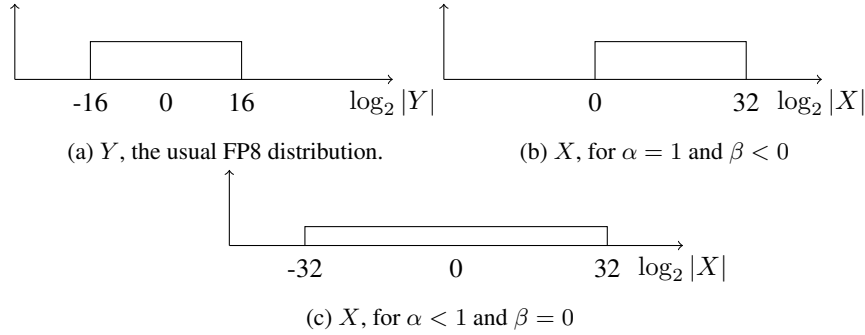 -16 0 16 log₂ |Y|
0 32 log₂ |X|
(a) Y, the usual FP8 distribution.
(b) X, for α = 1 and β < 0
-32 0 32 log₂ |X|
(c) X, for α < 1 and β = 0